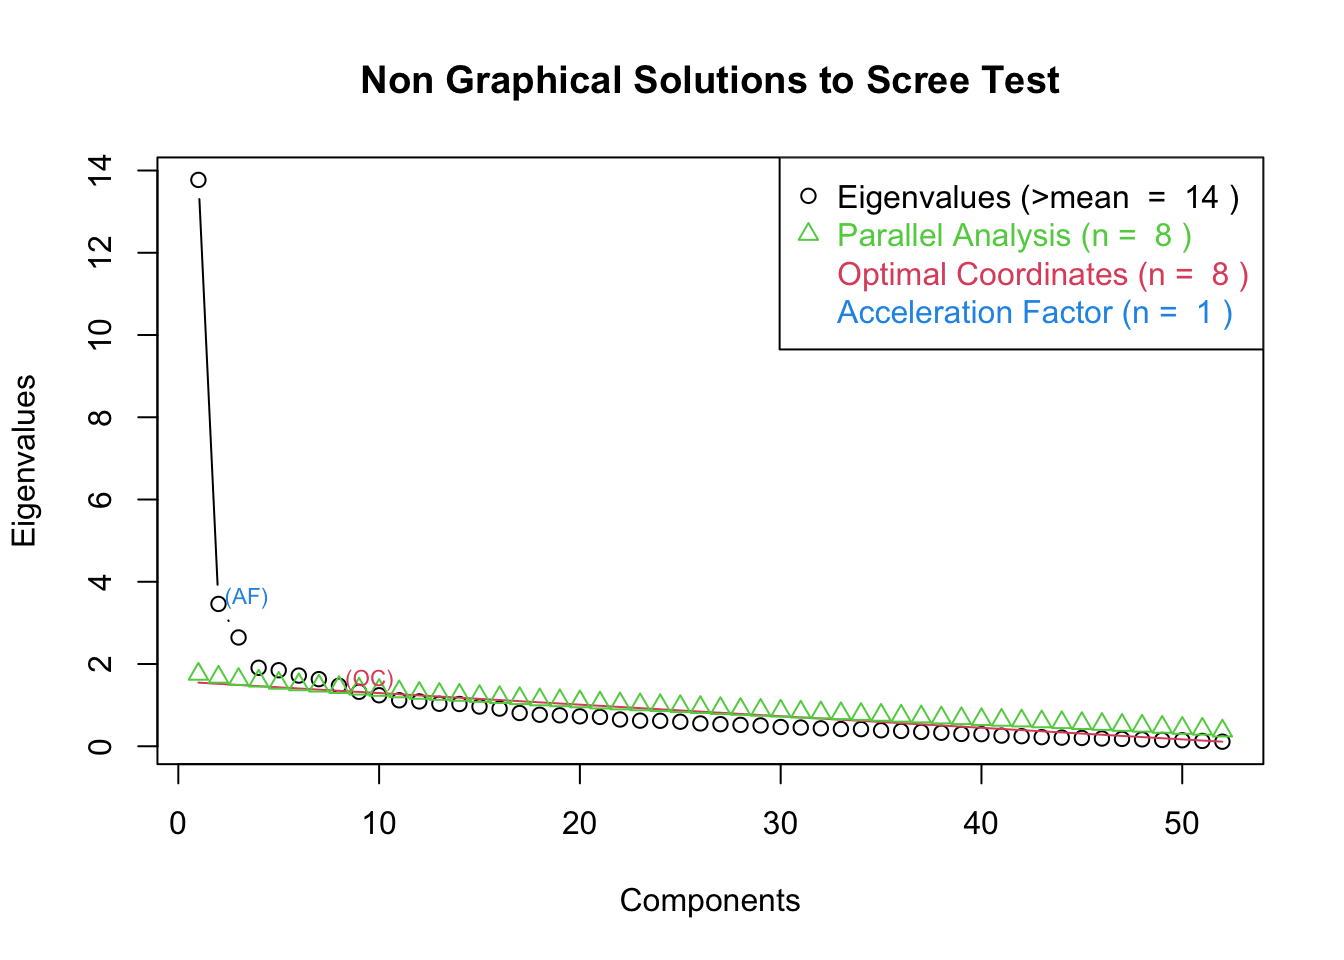 Non Graphical Solutions to Scree Test
Eigenvalues (>mean  =  14 )
Parallel Analysis (n =  8 )
Optimal Coordinates (n =  8 )
Acceleration Factor (n =  1 )
14
12
10
8
6
4
2
0
Eigenvalues
(AF)
(OC)
0 10 20 30 40 50
Components